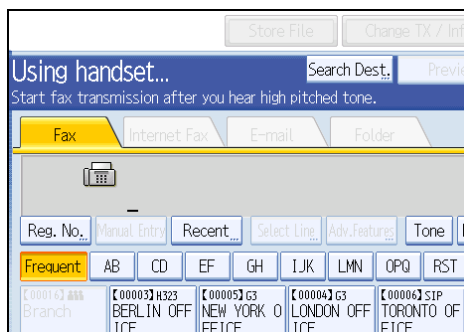 Store File Change TX / Inf
Using handset... Search Dest. Previe
Start fax transmission after you hear high pitched tone.
Fax Internet Fax E-mail Folder
Reg. No. Manual Entry Recent Select Line Adv.Features Tone
Frequent AB CD EF GH IJK LMN OPQ RST
[00016] [00003]H323 [00005]G3 [00004]G3 [00006]SIP
Branch BERLIN OFF NEW YORK O LONDON OFF TORONTO OF
ICE FFICE ICE FICE